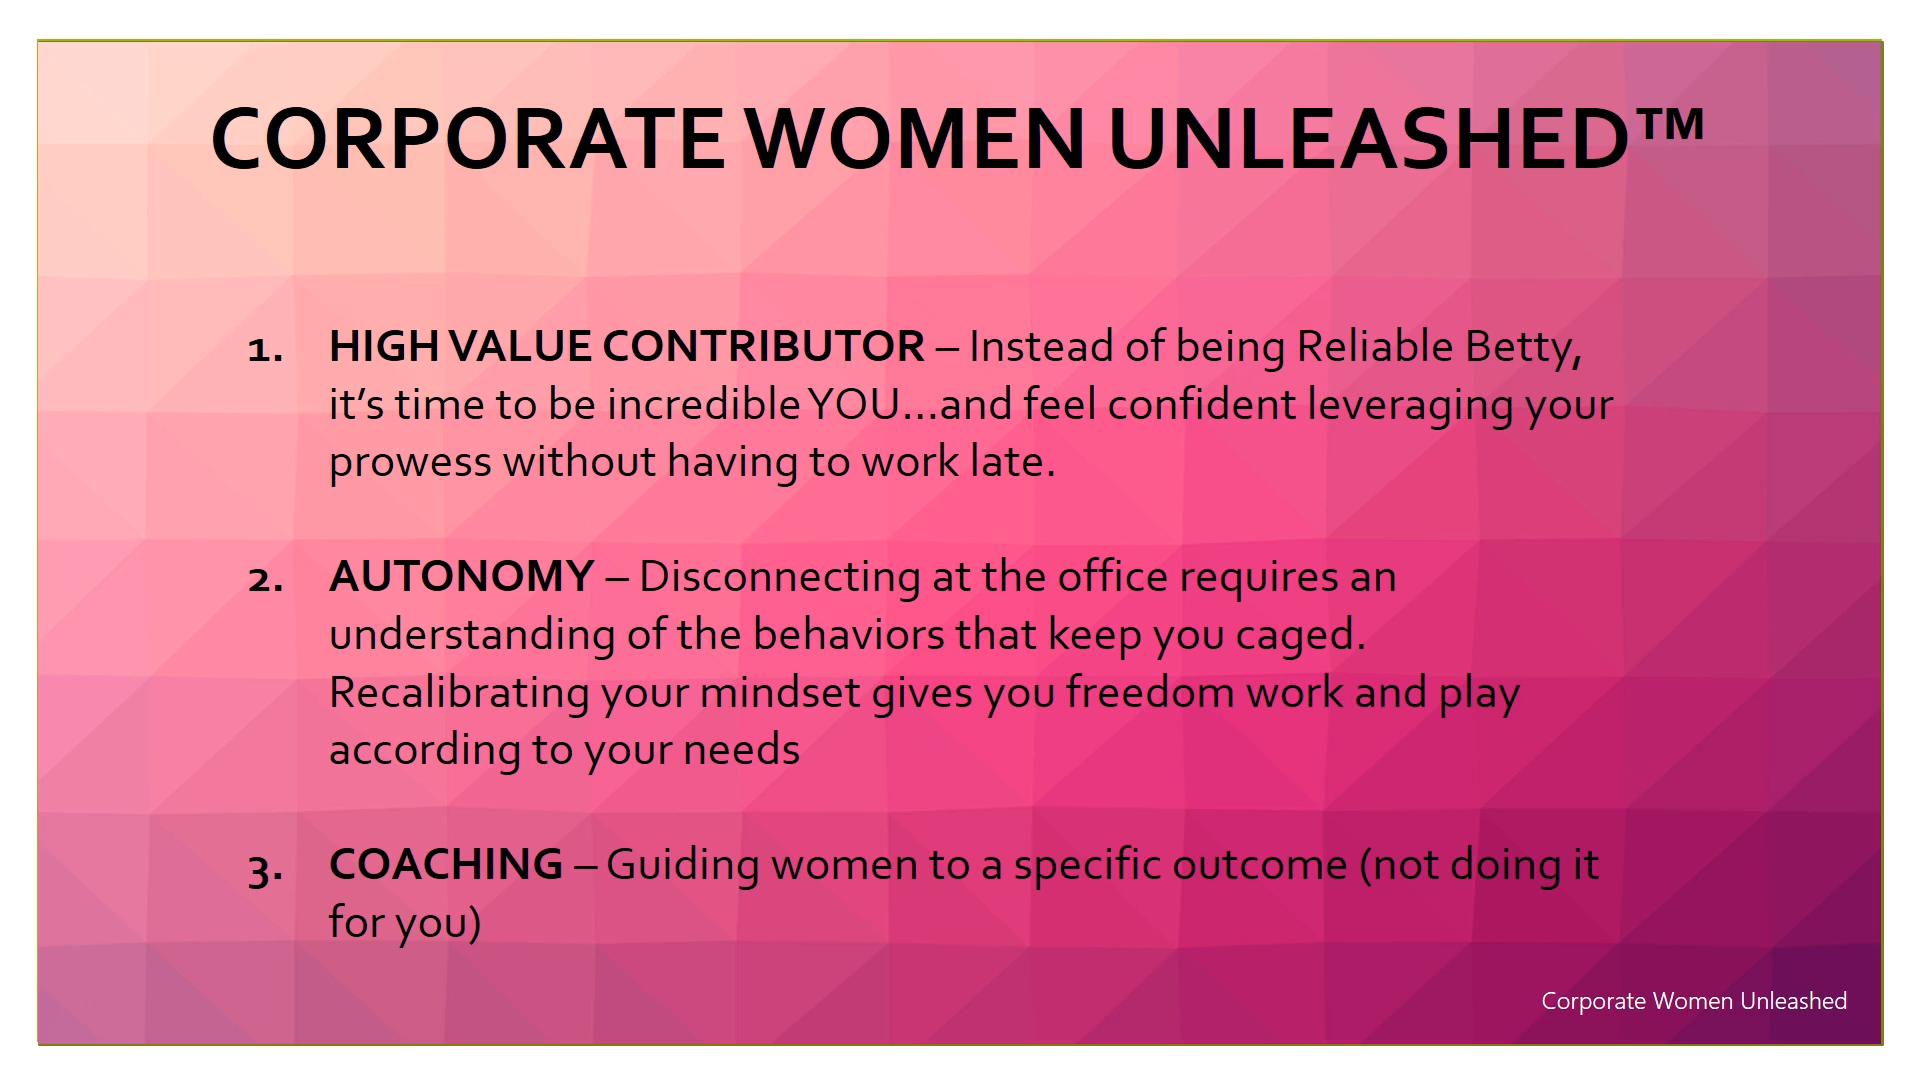 CORPORATE WOMEN UNLEASHED™
1. HIGH VALUE CONTRIBUTOR – Instead of being Reliable Betty,
it’s time to be incredible YOU…and feel confident leveraging your
prowess without having to work late.
2. AUTONOMY – Disconnecting at the office requires an
understanding of the behaviors that keep you caged.
Recalibrating your mindset gives you freedom work and play
according to your needs
3. COACHING – Guiding women to a specific outcome (not doing it
for you)
Corporate Women Unleashed